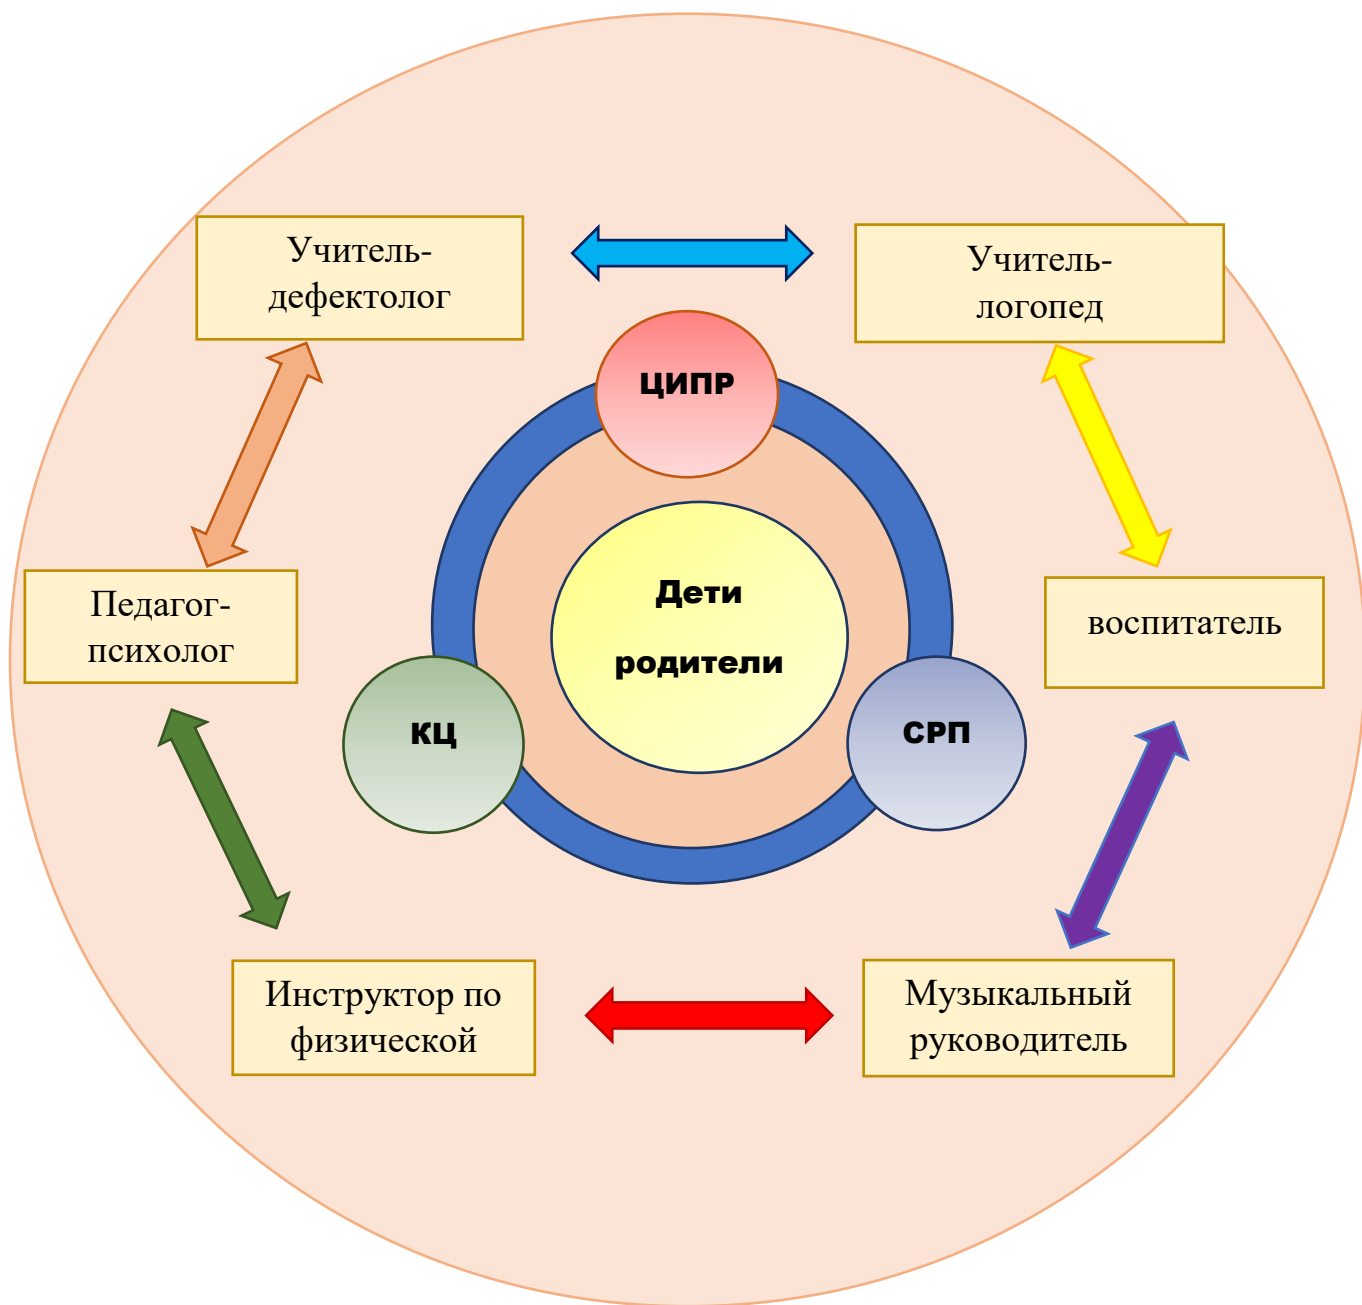 Учитель-
дефектолог
Учитель-
логопед
ЦИПР
Дети
родители
Педагог-
психолог
воспитатель
КЦ
СРП
Инструктор по
физической
Музыкальный
руководитель